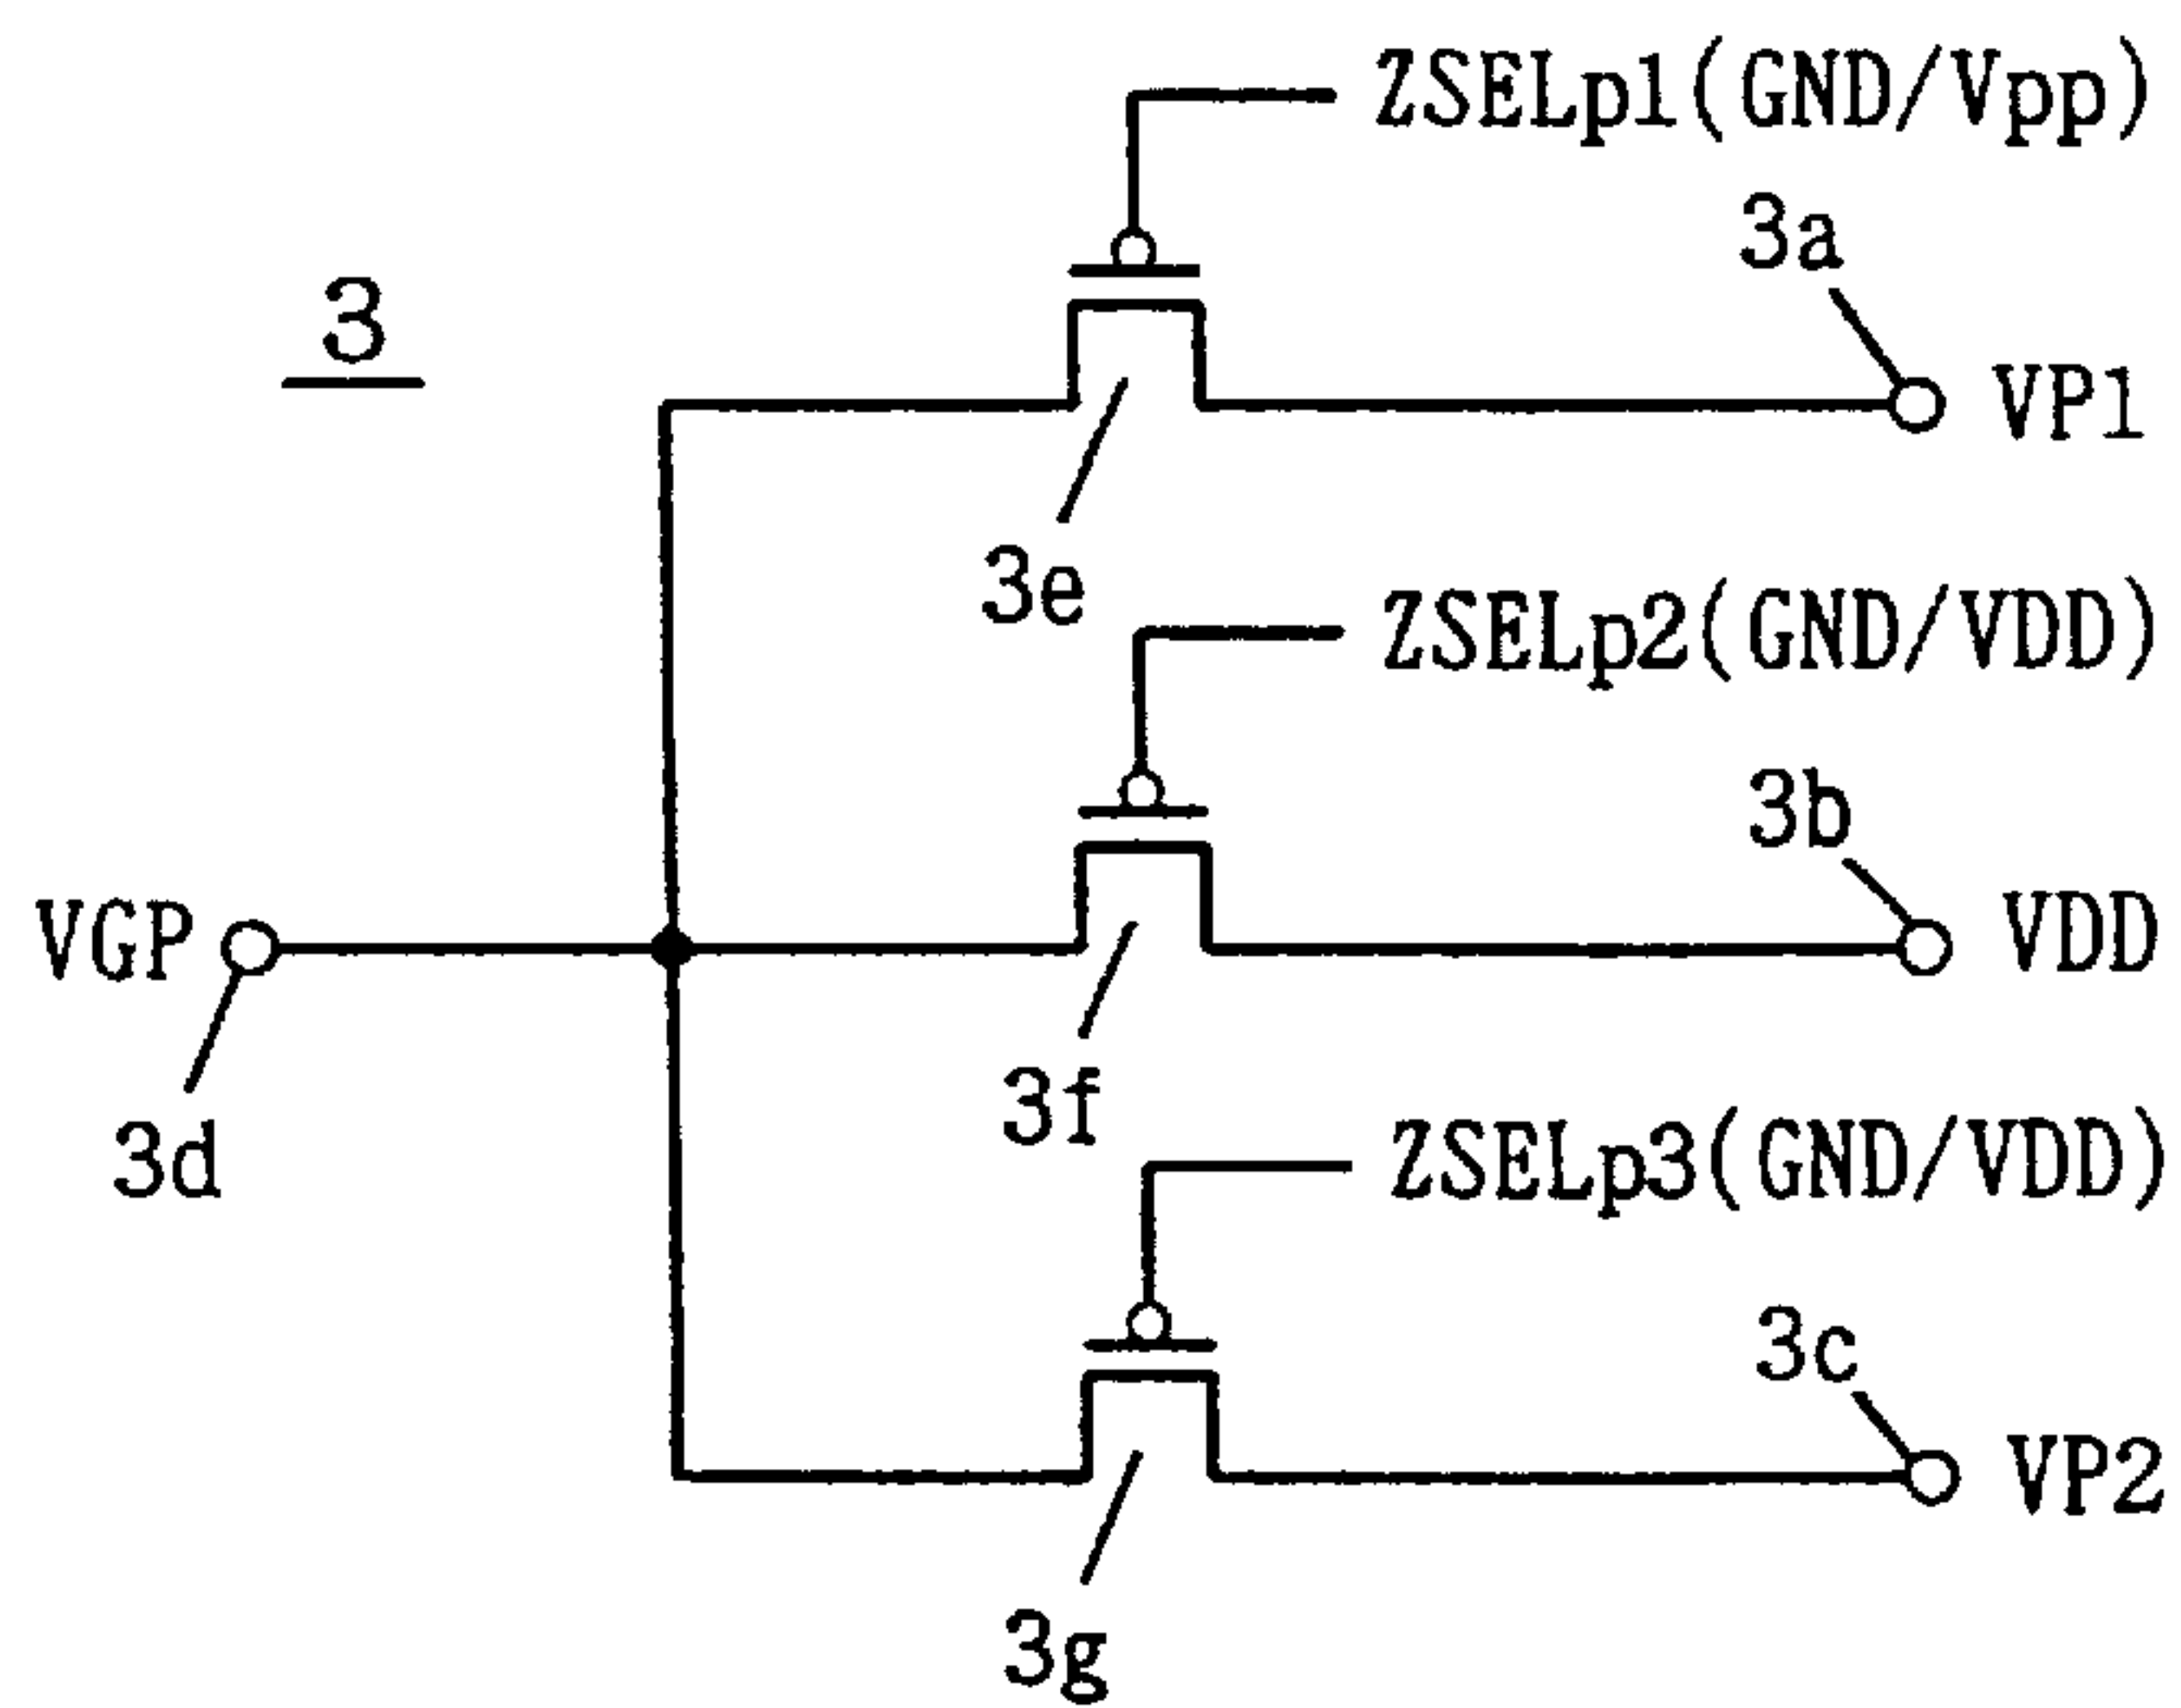 ZSELp1(GND/Vpp)
3a
3
VP1
3e
ZSELp2(GND/VDD)
3b
VGP
VDD
3f
3d
ZSELp3(GND/VDD)
3c
VP2
3g